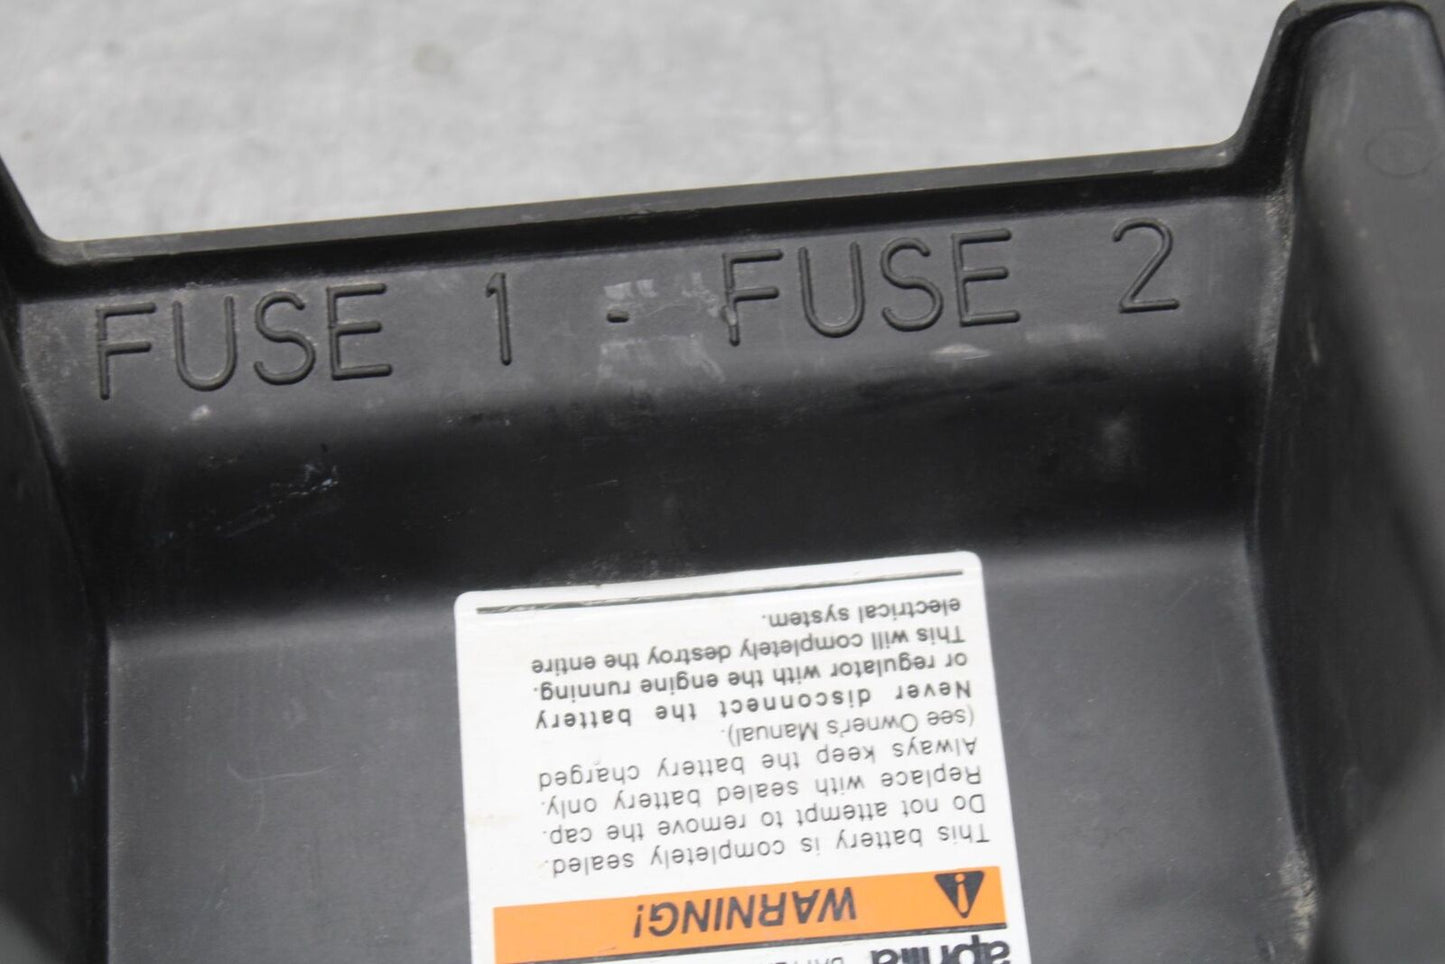 FUSE 1 - FUSE 2
aprilia
WARNING!
This battery is completely sealed.
Do not attempt to remove the cap.
Replace with sealed battery only.
Always keep the battery charged
(see Owner's Manual).
Never disconnect the battery
or regulator with the engine running.
This will completely destroy the entire
electrical system.